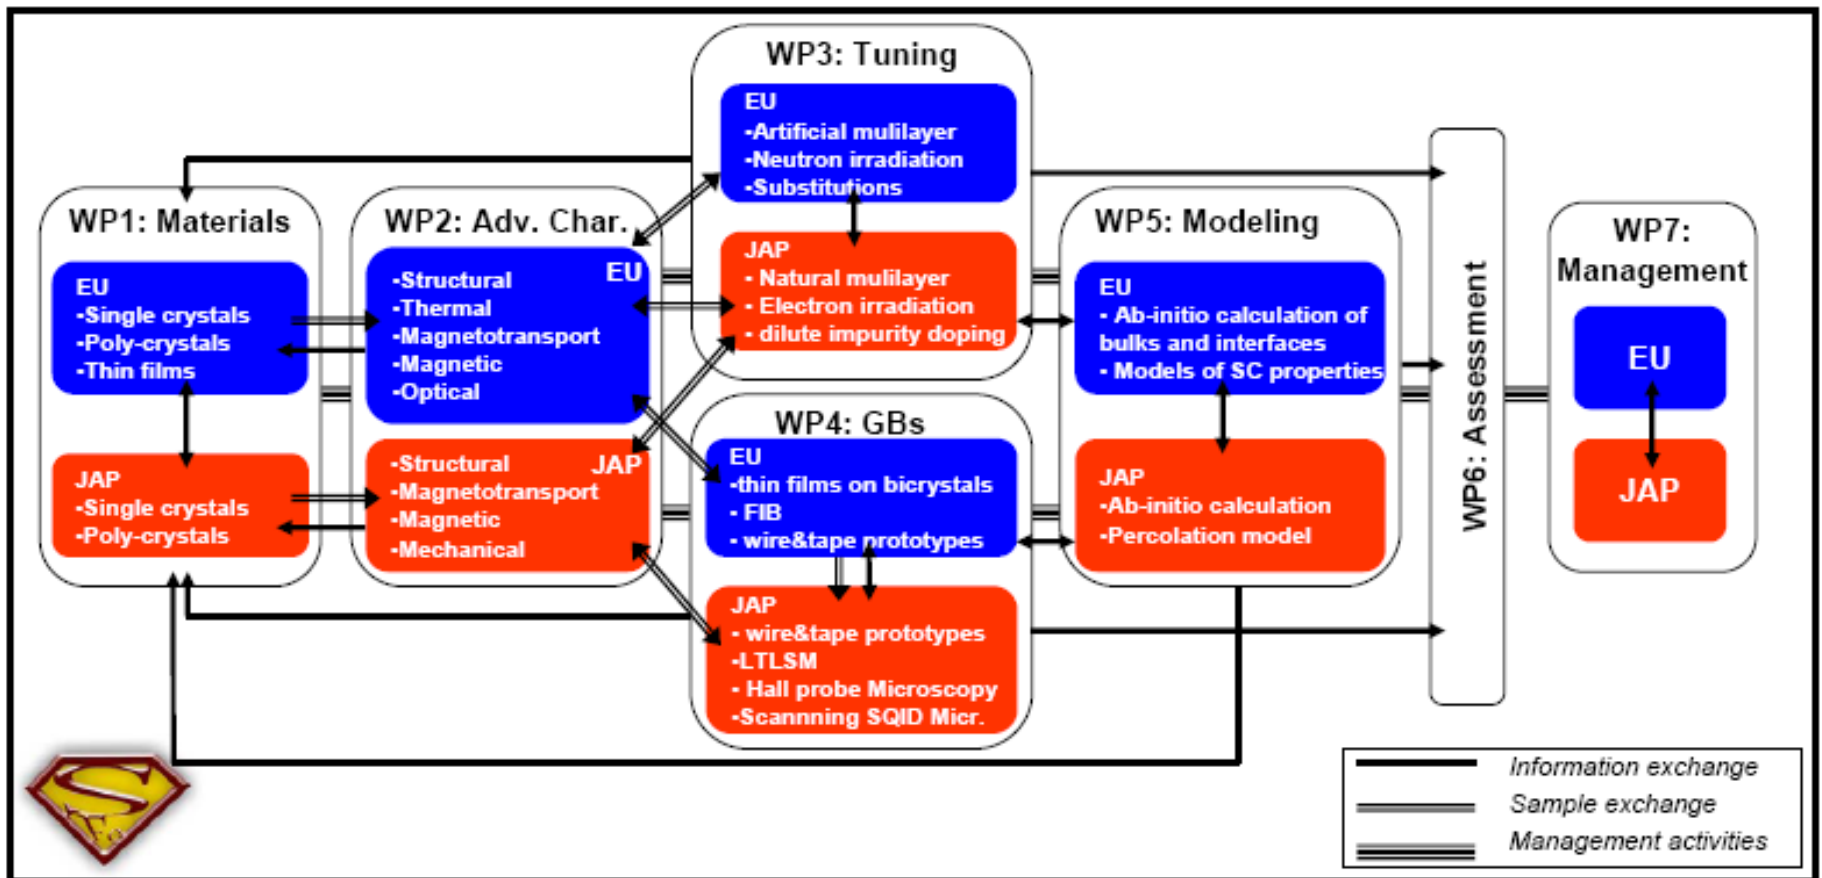 WP1: Materials
EU
-Single crystals
-Poly-crystals
-Thin films
JAP
-Single crystals
-Poly-crystals
WP2: Adv. Char.
EU
-Structural
-Thermal
-Magnetotransport
-Magnetic
-Optical
JAP
-Structural
-Magnetotransport
-Magnetic
-Mechanical
WP3: Tuning
EU
-Artificial mulilayer
-Neutron irradiation
-Substitutions
JAP
- Natural mulilayer
- Electron irradiation
- dilute impurity doping
WP4: GBs
EU
-thin films on bicrystals
- FIB
- wire&tape prototypes
JAP
- wire&tape prototypes
-LTLSM
- Hall probe Microscopy
-Scannning SQID Micr.
WP5: Modeling
EU
- Ab-initio calculation of
bulks and interfaces
- Models of SC properties
JAP
-Ab-initio calculation
-Percolation model
WP6: Assessment
WP7:
Management
EU
JAP
S
Information exchange
Sample exchange
Management activities